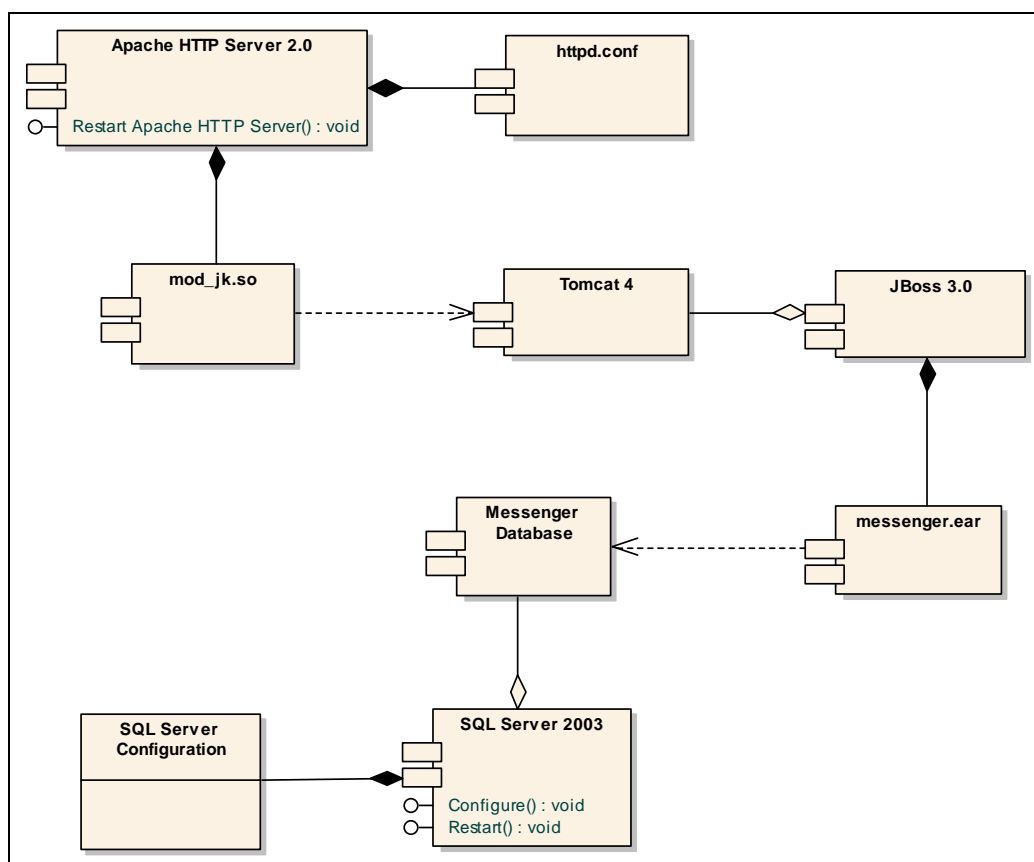 Apache HTTP Server 2.0
Restart Apache HTTP Server() : void
httpd.conf
mod_jk.so
Tomcat 4
JBoss 3.0
Messenger
Database
messenger.ear
SQL Server
Configuration
SQL Server 2003
Configure() : void
Restart() : void